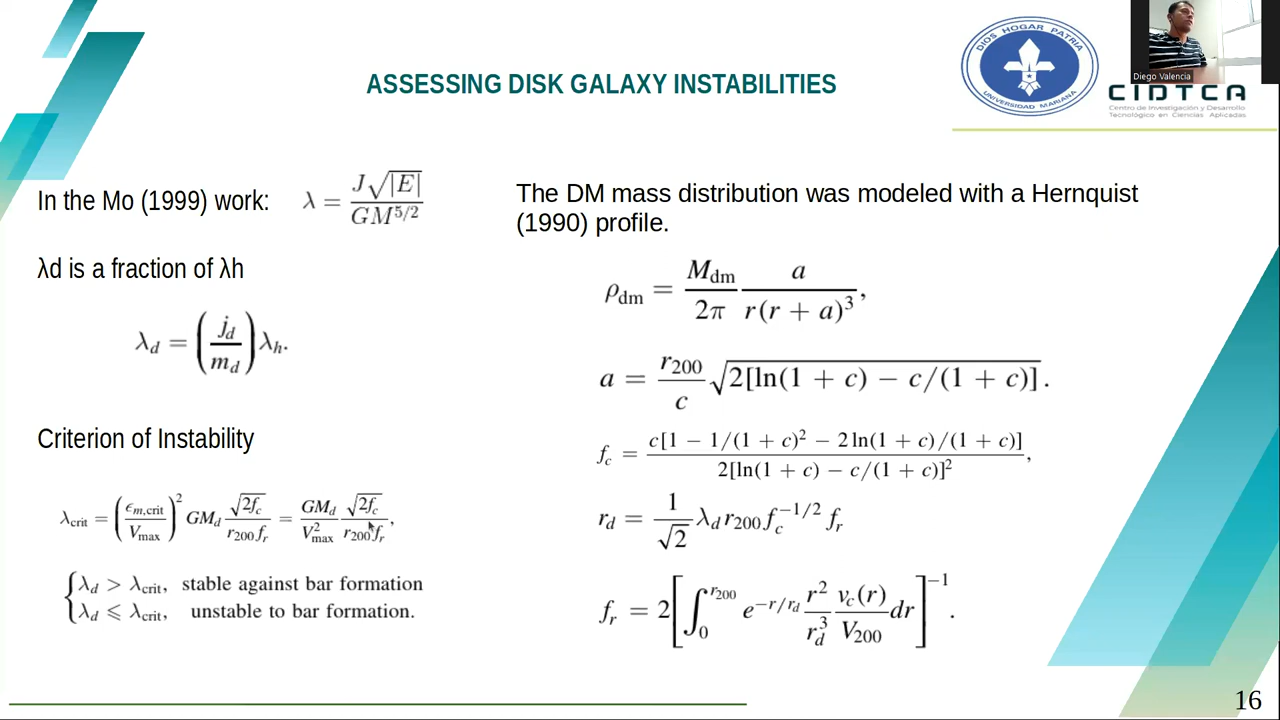 ASSESSING DISK GALAXY INSTABILITIES
DIOS HOGAR PATRIA
UNIVERSIDAD MARIANA
Diego Valencia
CIDTCA
Centro de Investigación y Desarrollo
Tecnológico en Ciencias Aplicadas
In the Mo (1999) work: λ = J√|E| / GM^{5/2}
λd is a fraction of λh
λ_d = (j_d / m_d) λ_h.
Criterion of Instability
λ_crit = (ϵ_{m,crit} / V_max)^2 GM_d √2f_c / r_200 f_r = GM_d / V^2_max √2f_c / r_200 f_r,
λ_d > λ_crit, stable against bar formation
λ_d ⩽ λ_crit, unstable to bar formation.
The DM mass distribution was modeled with a Hernquist
(1990) profile.
ρ_dm = M_dm / 2π a / r(r + a)^3,
a = r_200 / c √2[ln(1 + c) − c/(1 + c)].
f_c = c[1 − 1/(1 + c)^2 − 2 ln(1 + c)/(1 + c)] / 2[ln(1 + c) − c/(1 + c)]^2,
r_d = 1/√2 λ_d r_200 f_c^{−1/2} f_r
f_r = 2[∫_0^{r_200} e^{−r/r_d} r^2 / r_d^3 v_c(r) / V_200 dr]^{−1}.
16